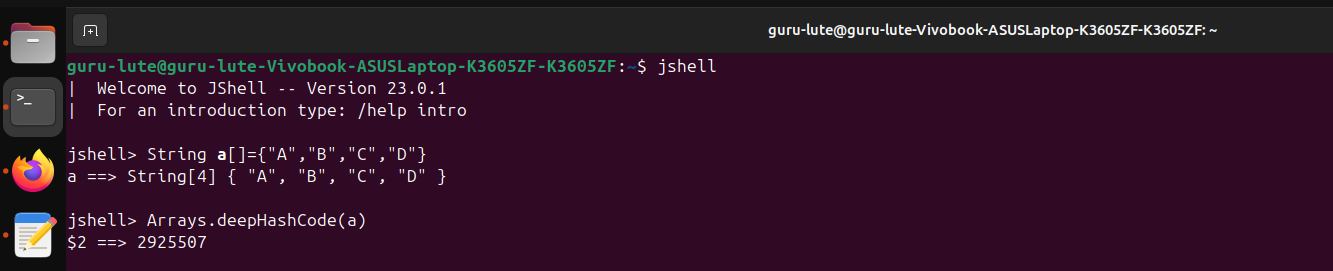 guru-lute@guru-lute-Vivobook-ASUSLaptop-K3605ZF-K3605ZF: ~
guru-lute@guru-lute-Vivobook-ASUSLaptop-K3605ZF-K3605ZF:~$ jshell
|  Welcome to JShell -- Version 23.0.1
|  For an introduction type: /help intro
jshell> String a[]={"A","B","C","D"}
a ==> String[4] { "A", "B", "C", "D" }
jshell> Arrays.deepHashCode(a)
$2 ==> 2925507